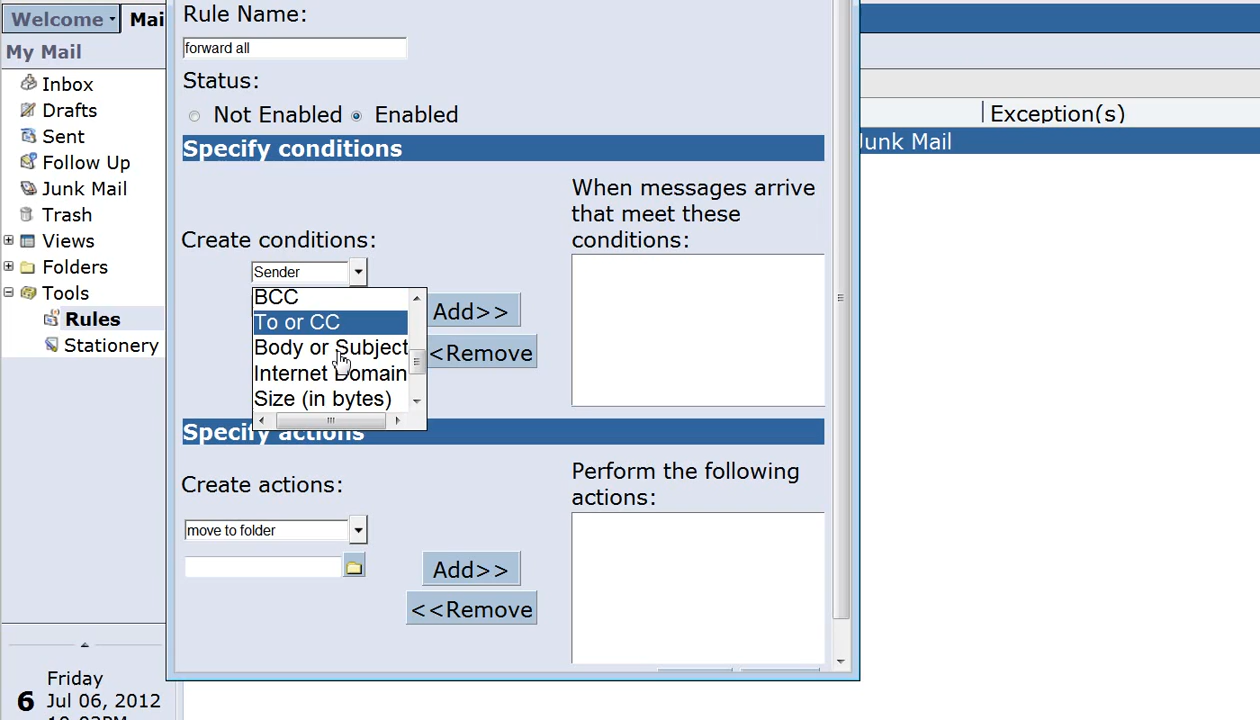 Welcome
Mai
My Mail
Inbox
Drafts
Sent
Follow Up
Junk Mail
Trash
Views
Folders
Tools
Rules
Stationery
Friday
6
Jul 06, 2012
10:02PM
Rule Name:
forward all
Status:
Not Enabled
Enabled
Specify conditions
When messages arrive
that meet these
conditions:
Create conditions:
Sender
BCC
To or CC
Body or Subject
Internet Domain
Size (in bytes)
Add>>
<<Remove
Specify actions
Create actions:
move to folder
Perform the following
actions:
Add>>
<<Remove
Exception(s)
Junk Mail